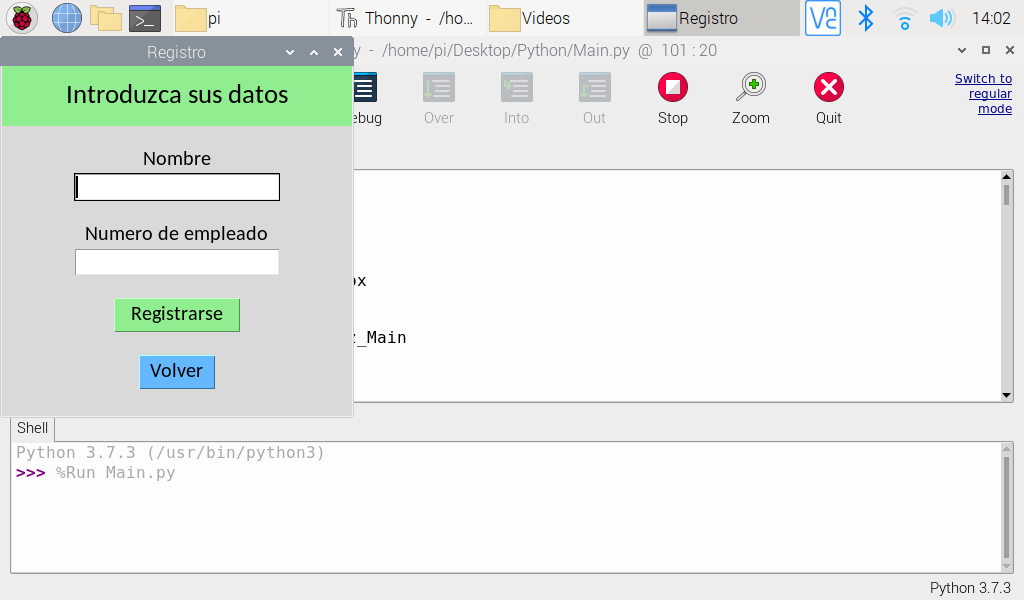 pi
Thonny - /ho...
Videos
Registro
VNC
14:02
Registro
- /home/pi/Desktop/Python/Main.py @ 101 : 20
Introduzca sus datos
Over
Into
Out
Stop
Zoom
Quit
Switch to
regular
mode
Nombre
Numero de empleado
Registrarse
_Main
Volver
Shell
Python 3.7.3 (/usr/bin/python3)
>>> %Run Main.py
Python 3.7.3